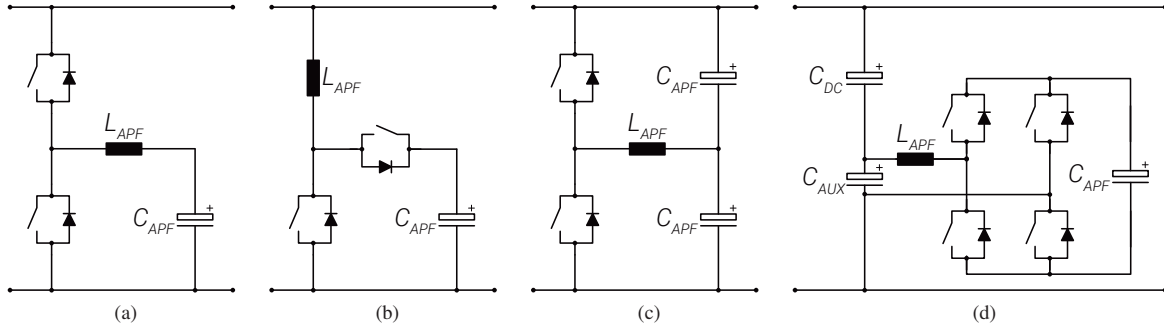 L_APF
C_APF
+
(a)
L_APF
C_APF
+
(b)
C_APF
+
L_APF
C_APF
+
(c)
C_DC
+
L_APF
C_AUX
+
C_APF
+
(d)